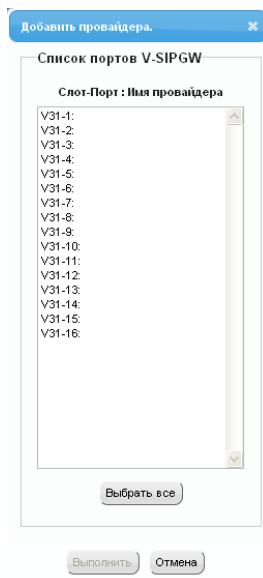 Добавить провайдера.
Список портов V-SIPGW
Слот-Порт : Имя провайдера
V31-1:
V31-2:
V31-3:
V31-4:
V31-5:
V31-6:
V31-7:
V31-8:
V31-9:
V31-10:
V31-11:
V31-12:
V31-13:
V31-14:
V31-15:
V31-16:
Выбрать все
Выполнить Отмена